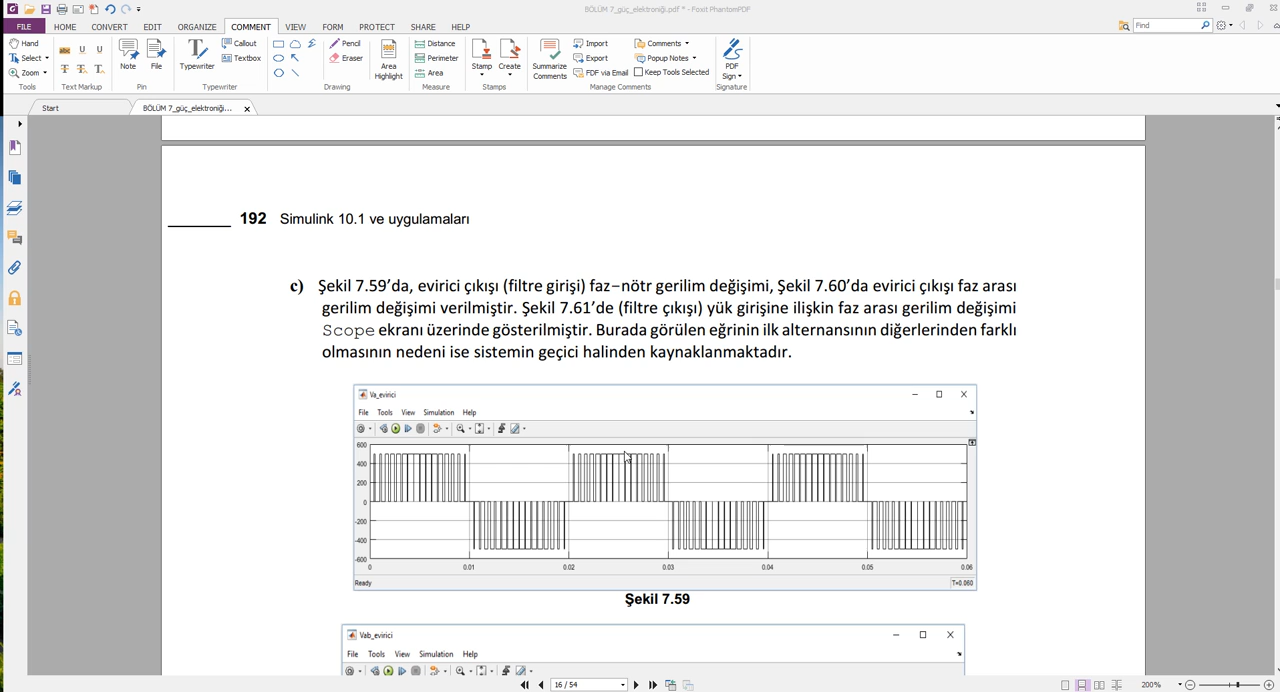 BÖLÜM 7_güç_elektroniği.pdf * - Foxit PhantomPDF
FILE HOME CONVERT EDIT ORGANIZE COMMENT VIEW FORM PROTECT SHARE HELP
Find
Hand
Select
Zoom
Tools
Text Markup
Note
File
Pin
Typewriter
Callout
Textbox
Typewriter
Pencil
Eraser
Drawing
Area Highlight
Distance
Perimeter
Area
Measure
Stamp
Create
Stamps
Summarize Comments
Import
Export
FDF via Email
Comments
Popup Notes
Keep Tools Selected
Manage Comments
PDF Sign
Signature
Start
BÖLÜM 7_güç_elektroniği...
192 Simulink 10.1 ve uygulamaları
c) Şekil 7.59’da, evirici çıkışı (filtre girişi) faz–nötr gerilim değişimi, Şekil 7.60’da evirici çıkışı faz arası
gerilim değişimi verilmiştir. Şekil 7.61’de (filtre çıkışı) yük girişine ilişkin faz arası gerilim değişimi
Scope ekranı üzerinde gösterilmiştir. Burada görülen eğrinin ilk alternansının diğerlerinden farklı
olmasının nedeni ise sistemin geçici halinden kaynaklanmaktadır.
Va_evirici
File Tools View Simulation Help
600
400
200
0
-200
-400
-600
0 0.01 0.02 0.03 0.04 0.05 0.06
Ready
T=0.060
Şekil 7.59
Vab_evirici
File Tools View Simulation Help
16 / 54
200%